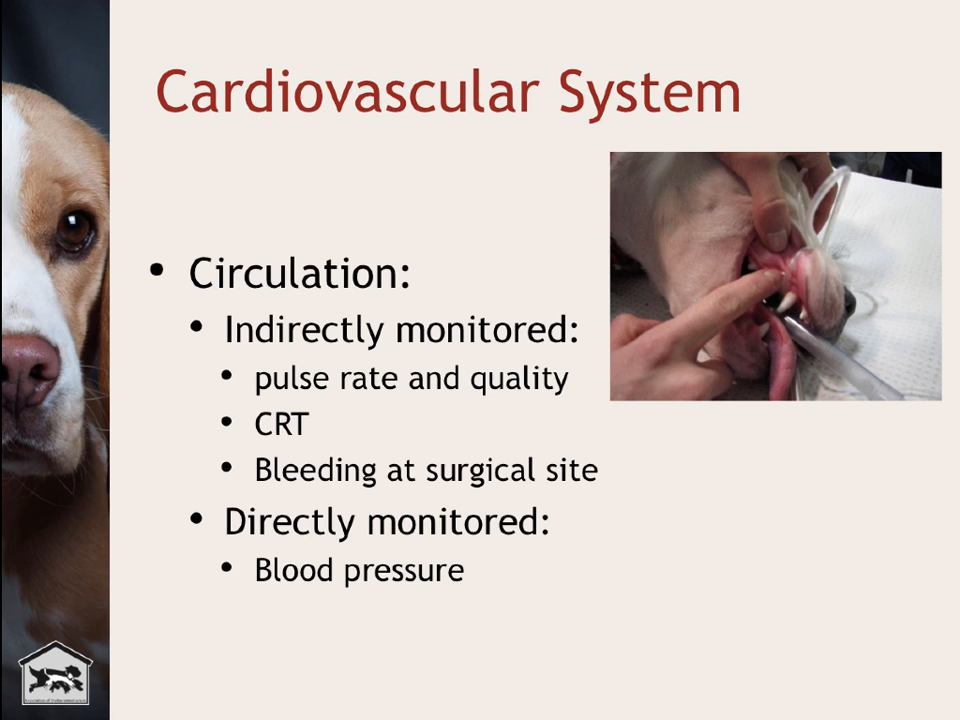 Cardiovascular System
• Circulation:
• Indirectly monitored:
• pulse rate and quality
• CRT
• Bleeding at surgical site
• Directly monitored:
• Blood pressure